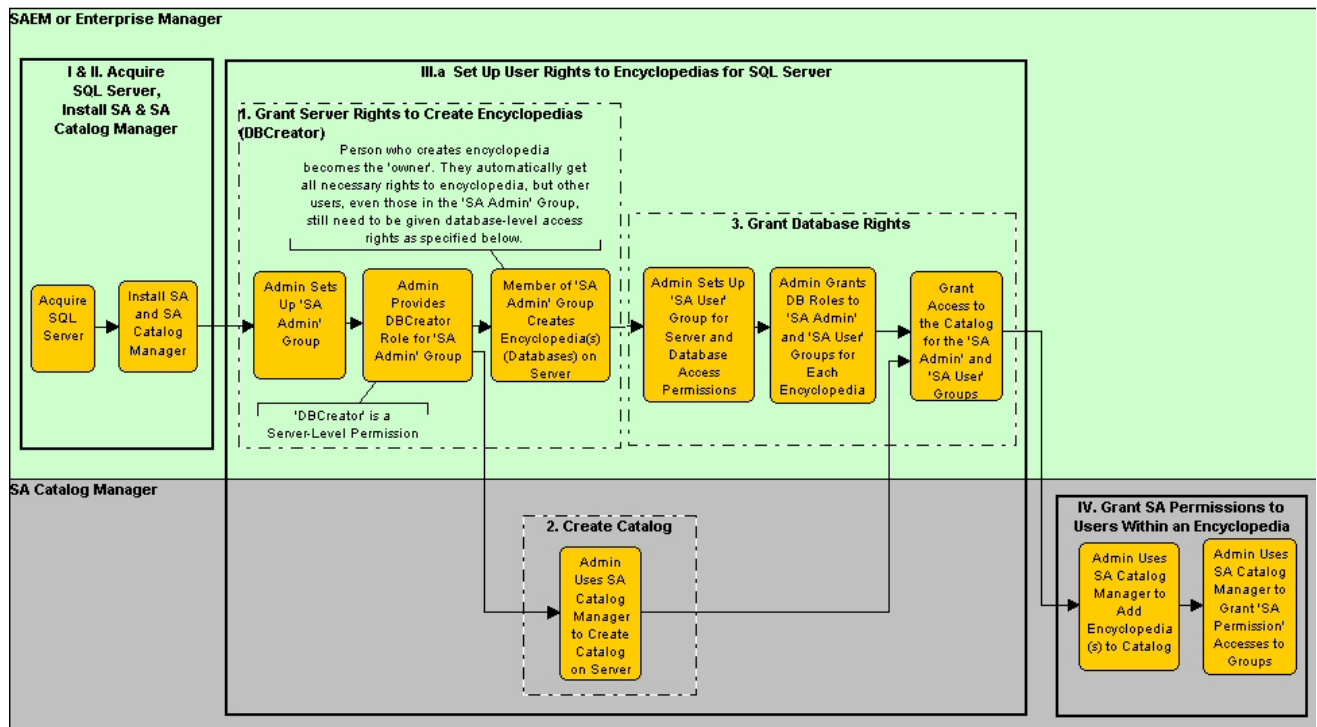 SAEM or Enterprise Manager
I & II. Acquire
SQL Server,
Install SA & SA
Catalog Manager
III.a Set Up User Rights to Encyclopedias for SQL Server
1. Grant Server Rights to Create Encyclopedias
(DBCreator)
Person who creates encyclopedia
becomes the 'owner'. They automatically get
all necessary rights to encyclopedia, but other
users, even those in the 'SA Admin' Group,
still need to be given database-level access
rights as specified below.
3. Grant Database Rights
Acquire
SQL
Server
Install SA
and SA
Catalog
Manager
Admin Sets
Up 'SA
Admin'
Group
Admin
Provides
DBCreator
Role for 'SA
Admin' Group
Member of 'SA
Admin' Group
Creates
Encyclopedia(s)
(Databases) on
Server
Admin Sets Up
'SA User'
Group for
Server and
Database
Access
Permissions
Admin Grants
DB Roles to
'SA Admin'
and 'SA User'
Groups for
Each
Encyclopedia
Grant
Access to
the Catalog
for the 'SA
Admin' and
'SA User'
Groups
'DBCreator' is a
Server-Level Permission
SA Catalog Manager
2. Create Catalog
Admin
Uses SA
Catalog
Manager
to Create
Catalog
on Server
IV. Grant SA Permissions to
Users Within an Encyclopedia
Admin Uses
SA Catalog
Manager to
Add
Encyclopedia
(s) to Catalog
Admin Uses
SA Catalog
Manager to
Grant 'SA
Permission'
Accesses to
Groups